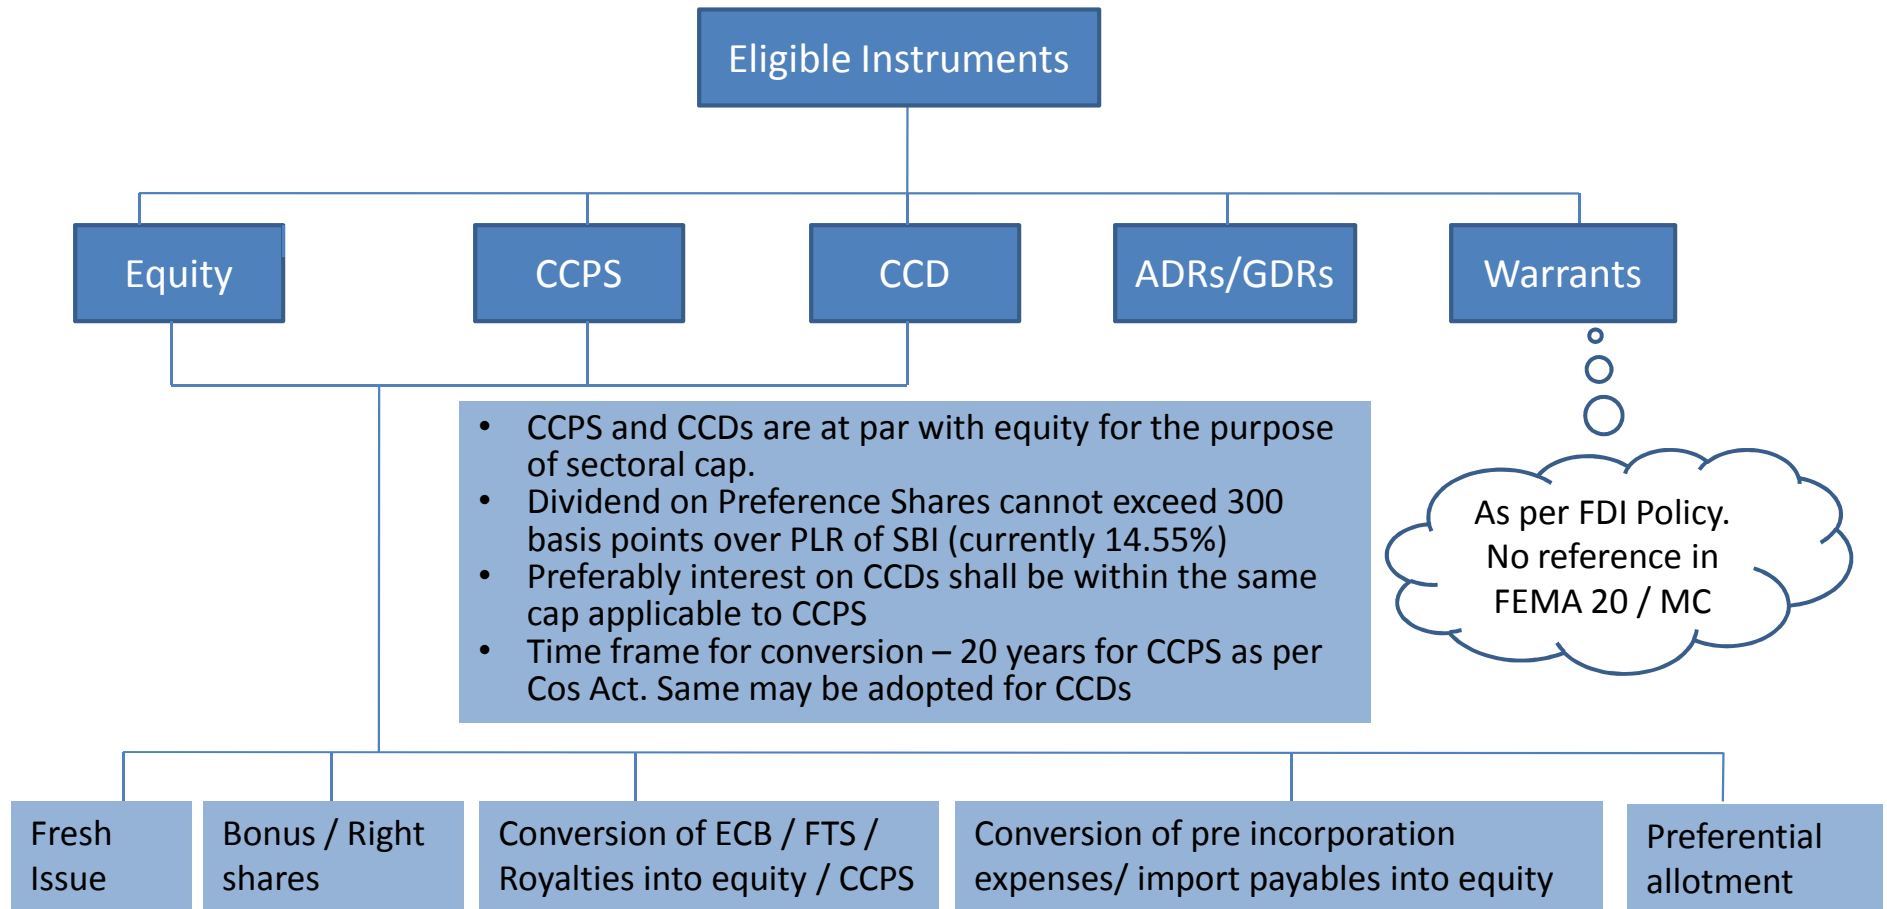 Eligible Instruments
Equity
CCPS
CCD
ADRs/GDRs
Warrants
• CCPS and CCDs are at par with equity for the purpose
of sectoral cap.
• Dividend on Preference Shares cannot exceed 300
basis points over PLR of SBI (currently 14.55%)
• Preferably interest on CCDs shall be within the same
cap applicable to CCPS
• Time frame for conversion – 20 years for CCPS as per
Cos Act. Same may be adopted for CCDs
As per FDI Policy.
No reference in
FEMA 20 / MC
Fresh
Issue
Bonus / Right
shares
Conversion of ECB / FTS /
Royalties into equity / CCPS
Conversion of pre incorporation
expenses/ import payables into equity
Preferential
allotment